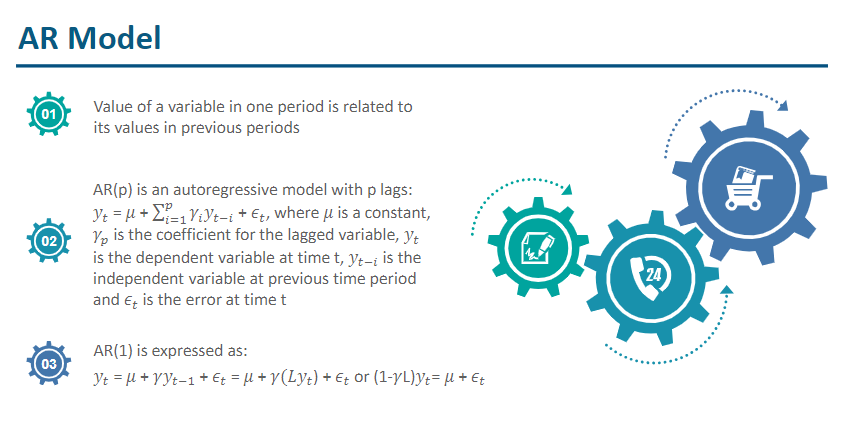 AR Model
01
Value of a variable in one period is related to
its values in previous periods
02
AR(p) is an autoregressive model with p lags:
𝑦ₜ = 𝜇 + ∑ᵖᵢ₌₁ 𝛾ᵢ𝑦ₜ₋ᵢ + 𝜖ₜ, where 𝜇 is a constant,
𝛾ₚ is the coefficient for the lagged variable, 𝑦ₜ
is the dependent variable at time t, 𝑦ₜ₋ᵢ is the
independent variable at previous time period
and 𝜖ₜ is the error at time t
03
AR(1) is expressed as:
𝑦ₜ = 𝜇 + 𝛾𝑦ₜ₋₁ + 𝜖ₜ = 𝜇 + 𝛾(𝐿𝑦ₜ) + 𝜖ₜ or (1-𝛾L)𝑦ₜ= 𝜇 + 𝜖ₜ
24